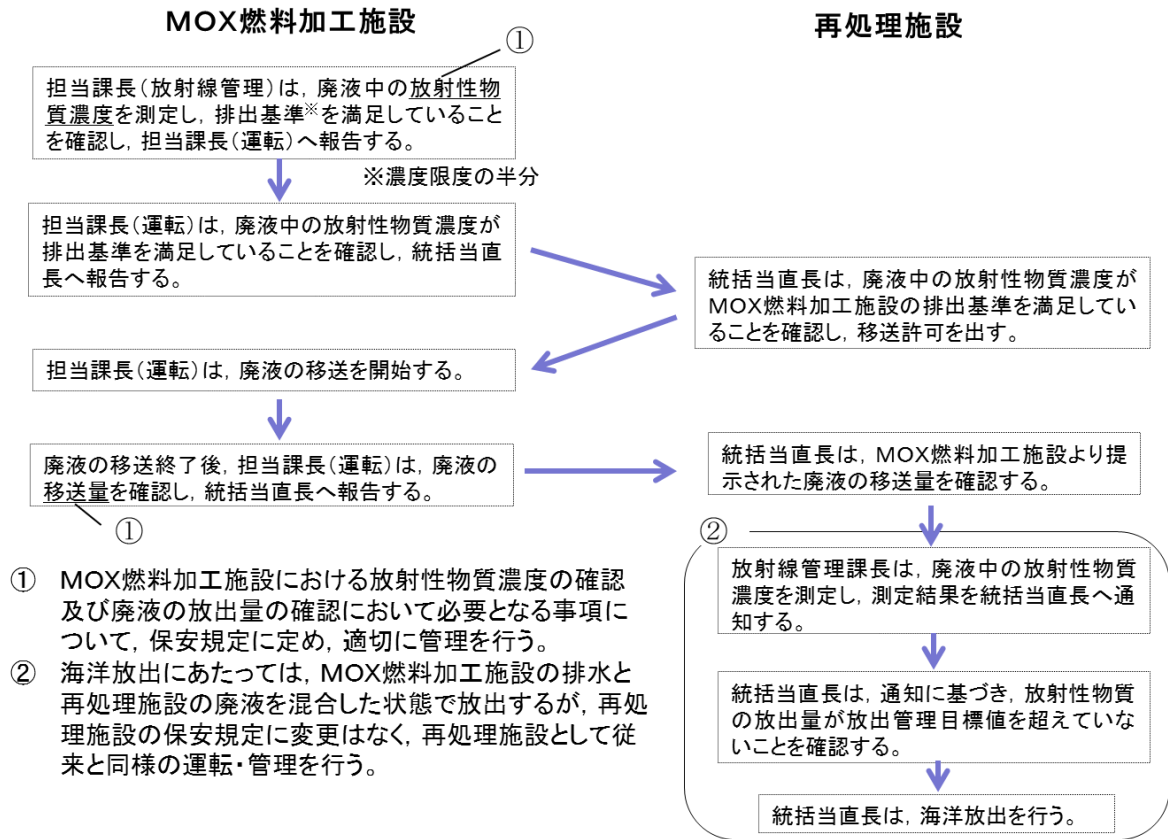 MOX燃料加工施設
再処理施設
①
担当課長(放射線管理)は,廃液中の放射性物
質濃度を測定し,排出基準※を満足していること
を確認し,担当課長(運転)へ報告する。
※濃度限度の半分
担当課長(運転)は,廃液中の放射性物質濃度が
排出基準を満足していることを確認し,統括当直
長へ報告する。
統括当直長は,廃液中の放射性物質濃度が
MOX燃料加工施設の排出基準を満足してい
ることを確認し,移送許可を出す。
担当課長(運転)は,廃液の移送を開始する。
廃液の移送終了後,担当課長(運転)は,廃液の
移送量を確認し,統括当直長へ報告する。
①
統括当直長は,MOX燃料加工施設より提
示された廃液の移送量を確認する。
②
放射線管理課長は,廃液中の放射性物質
濃度を測定し,測定結果を統括当直長へ通
知する。
統括当直長は,通知に基づき,放射性物質
の放出量が放出管理目標値を超えていな
いことを確認する。
統括当直長は,海洋放出を行う。
① MOX燃料加工施設における放射性物質濃度の確認
及び廃液の放出量の確認において必要となる事項に
ついて,保安規定に定め,適切に管理を行う。
② 海洋放出にあたっては,MOX燃料加工施設の排水と
再処理施設の廃液を混合した状態で放出するが,再処
理施設の保安規定に変更はなく,再処理施設として従
来と同様の運転・管理を行う。